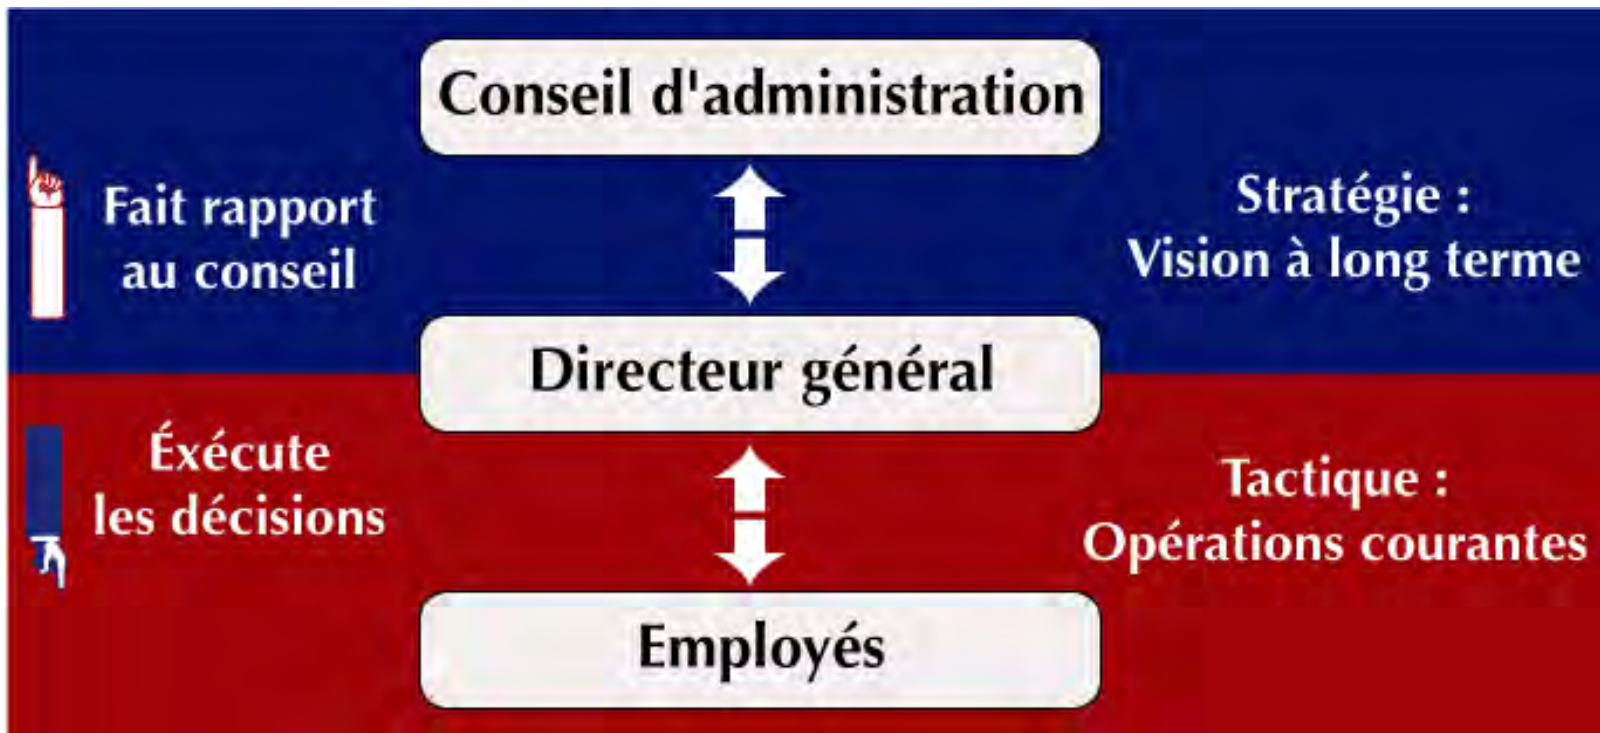 Conseil d'administration
Fait rapport
au conseil
Stratégie :
Vision à long terme
Directeur général
Éxécute
les décisions
Tactique :
Opérations courantes
Employés